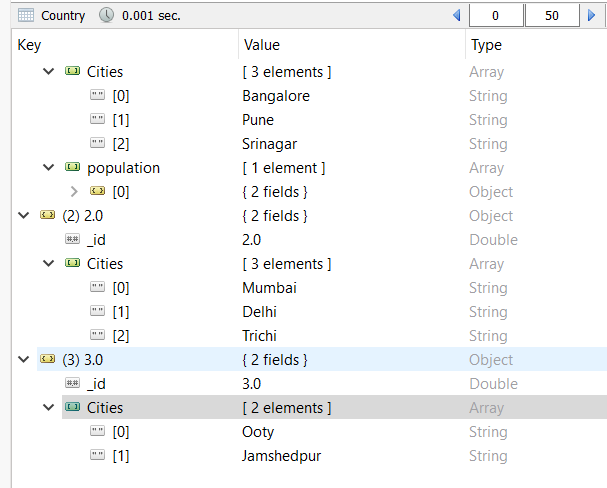 Country 0.001 sec. 0 50
Key Value Type
Cities [ 3 elements ] Array
"" [0] Bangalore String
"" [1] Pune String
"" [2] Srinagar String
population [ 1 element ] Array
[0] { 2 fields } Object
(2) 2.0 { 2 fields } Object
## _id 2.0 Double
Cities [ 3 elements ] Array
"" [0] Mumbai String
"" [1] Delhi String
"" [2] Trichi String
(3) 3.0 { 2 fields } Object
## _id 3.0 Double
Cities [ 2 elements ] Array
"" [0] Ooty String
"" [1] Jamshedpur String